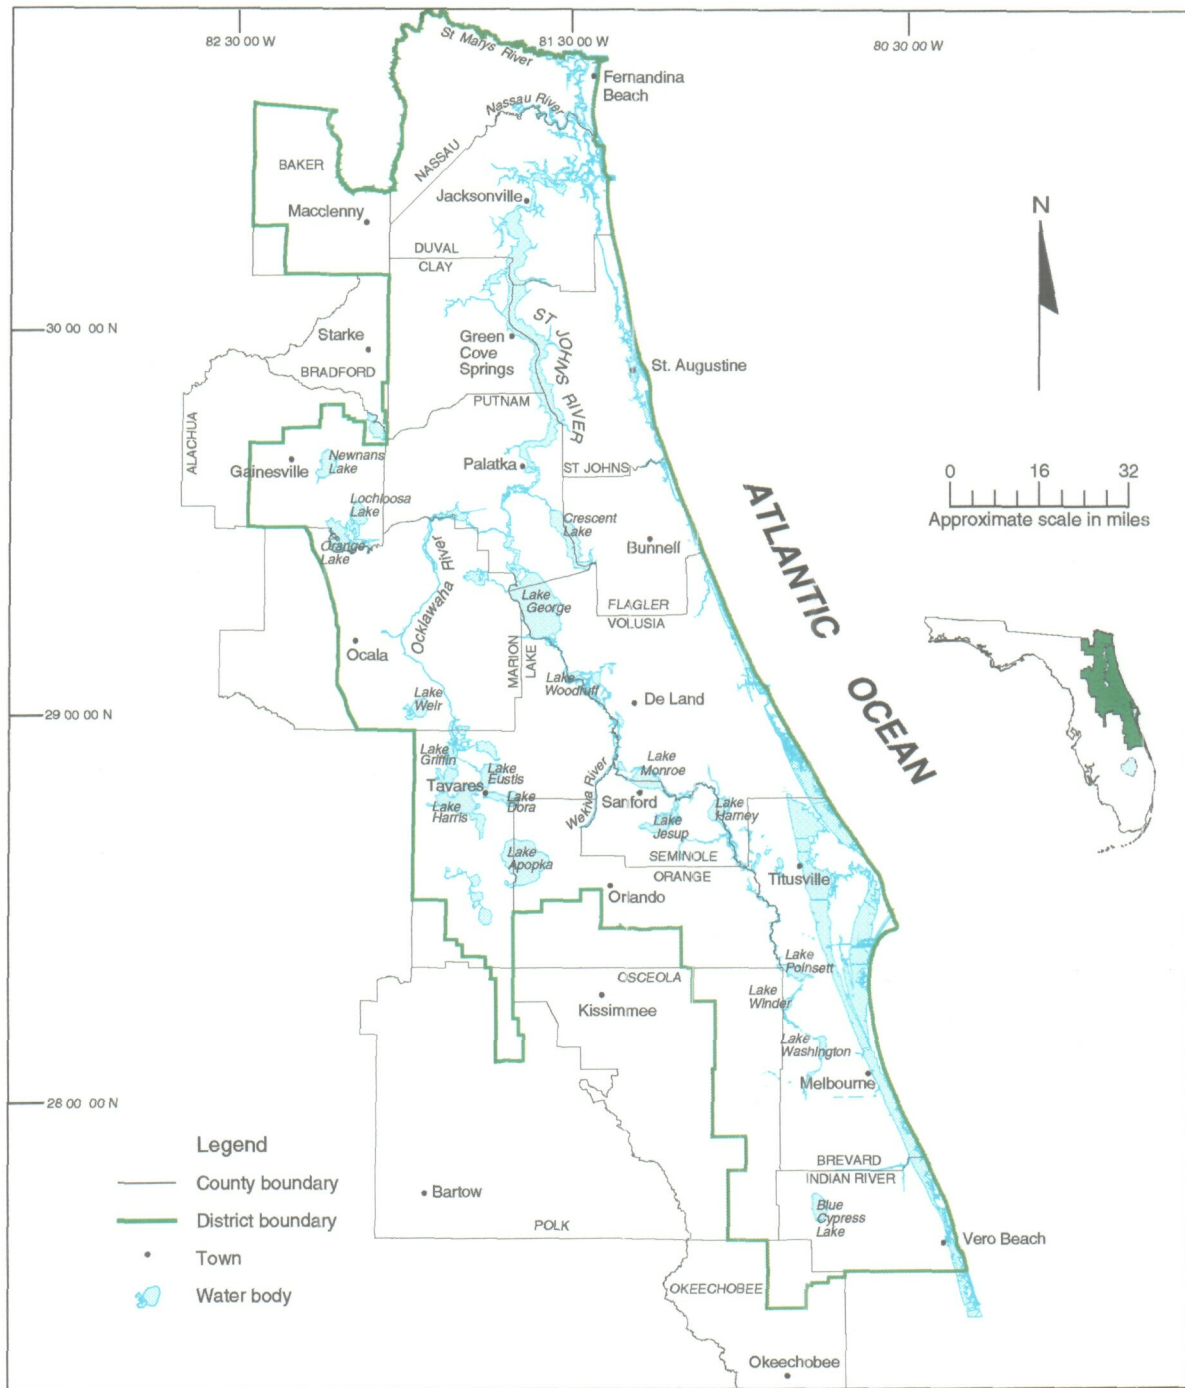 82 30 00 W
81 30 00 W
80 30 00 W
St Marys River
Fernandina
Beach
Nassau River
BAKER
NASSAU
Macclenny
Jacksonville
DUVAL
CLAY
N
30 00 00 N
Starke
BRADFORD
Green
Cove
Springs
ST JOHNS RIVER
St. Augustine
PUTNAM
ALACHUA
Gainesville
Newnans
Lake
Palatka
ST JOHNS
0 16 32
Approximate scale in miles
Lochloosa
Lake
Orange
Lake
Crescent
Lake
Bunnell
ATLANTIC
OCEAN
Ocklawaha River
Lake
George
FLAGLER
VOLUSIA
Ocala
MARION
LAKE
Lake
Woodruff
Lake
Weir
De Land
29 00 00 N
Lake
Griffin
Lake
Eustis
Tavares
Lake
Dora
Lake
Harris
Wekiva River
Lake
Monroe
Sanford
Lake
Jesup
Lake
Harney
Lake
Apopka
SEMINOLE
ORANGE
Titusville
Orlando
Lake
Poinsett
OSCEOLA
Kissimmee
Lake
Winder
Lake
Washington
Melbourne
28 00 00 N
Legend
County boundary
District boundary
Town
Water body
Bartow
POLK
BREVARD
INDIAN RIVER
Blue
Cypress
Lake
Vero Beach
OKEECHOBEE
Okeechobee